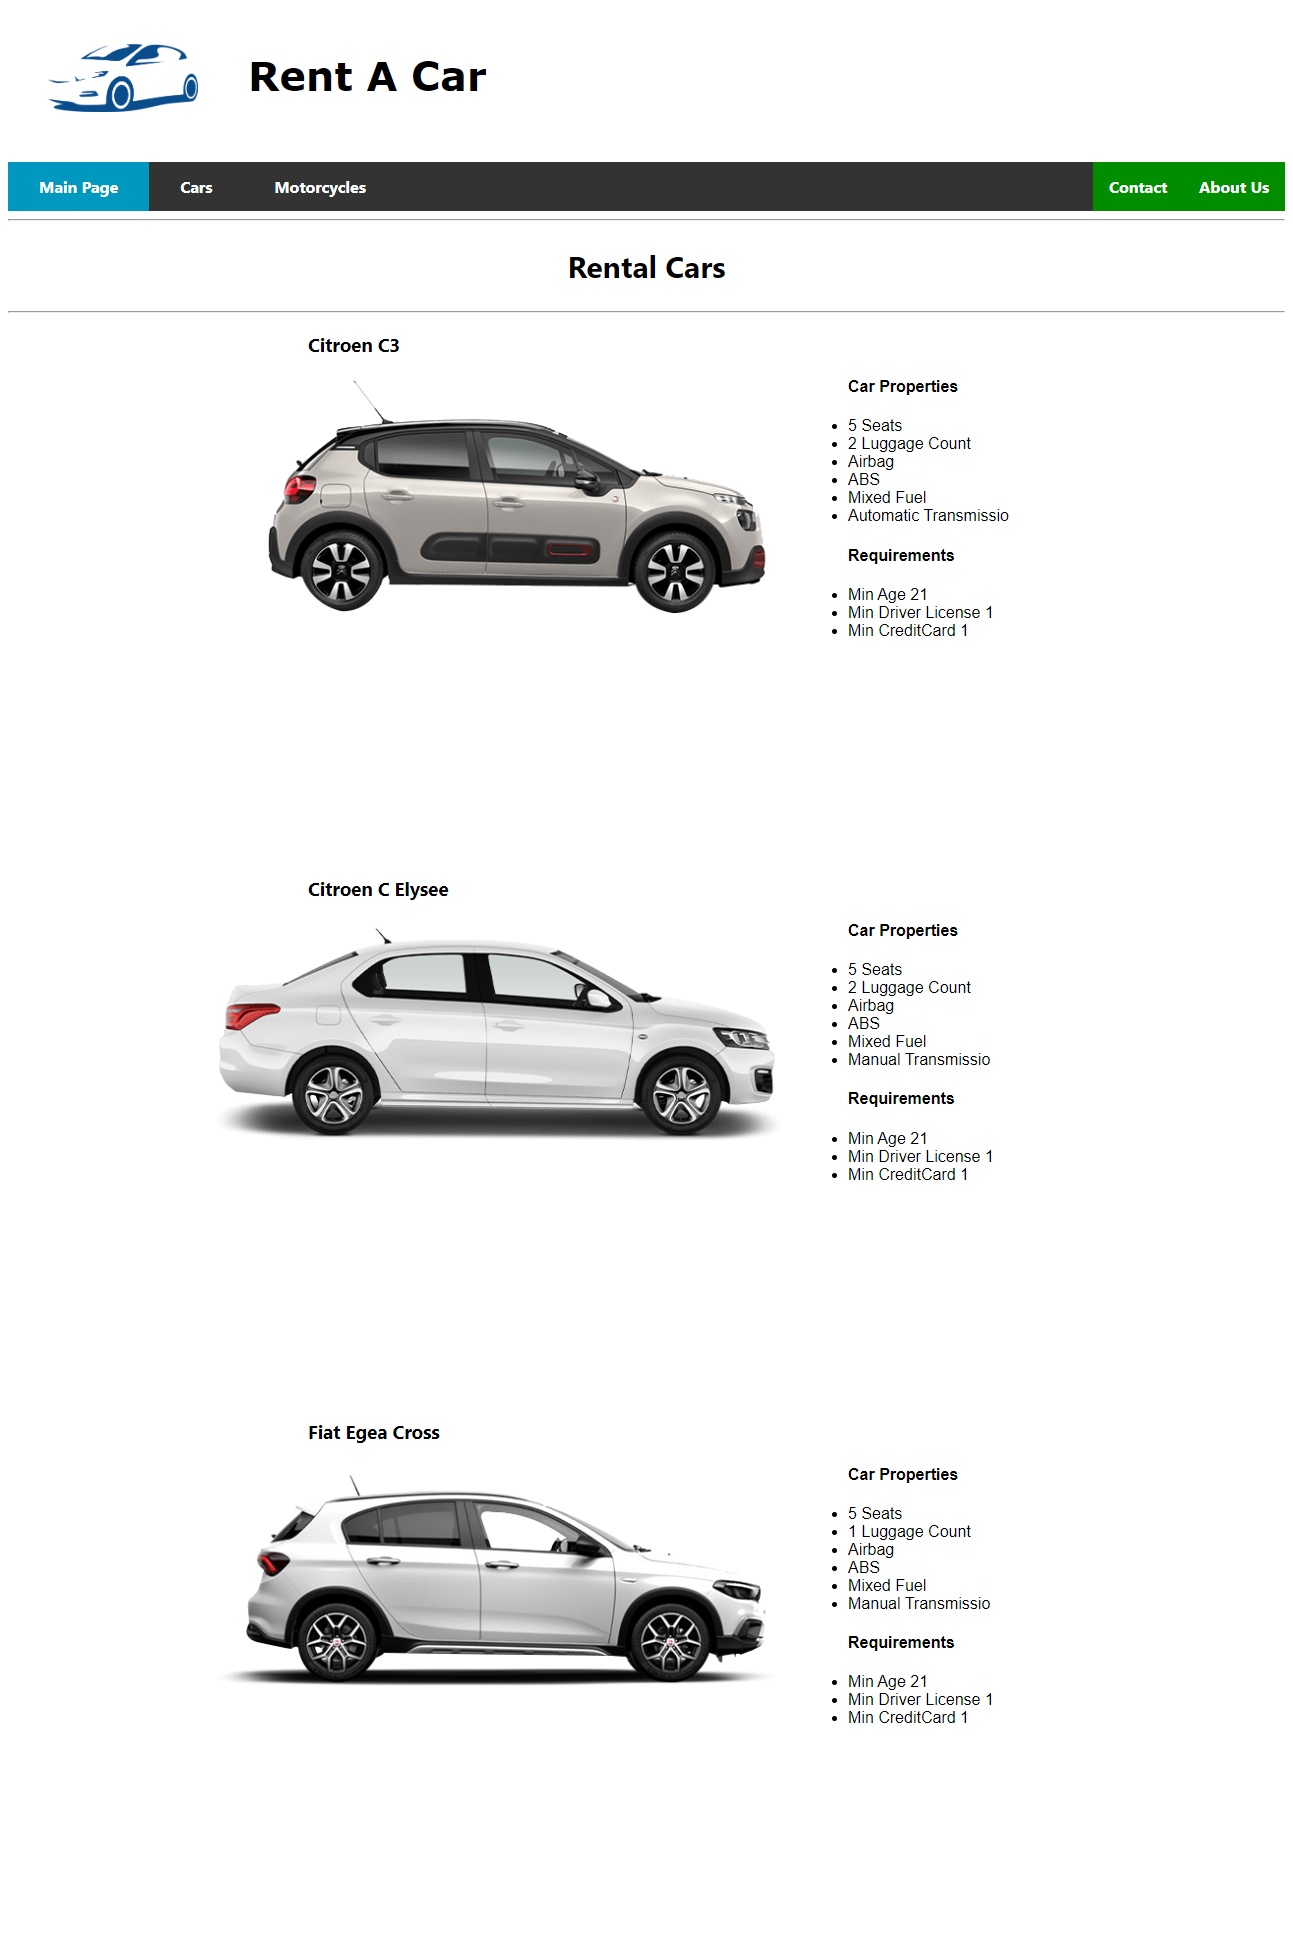 Rent A Car
Main Page
Cars
Motorcycles
Contact
About Us
Rental Cars
Citroen C3
Car Properties
5 Seats
2 Luggage Count
Airbag
ABS
Mixed Fuel
Automatic Transmissio
Requirements
Min Age 21
Min Driver License 1
Min CreditCard 1
Citroen C Elysee
Car Properties
5 Seats
2 Luggage Count
Airbag
ABS
Mixed Fuel
Manual Transmissio
Requirements
Min Age 21
Min Driver License 1
Min CreditCard 1
Fiat Egea Cross
Car Properties
5 Seats
1 Luggage Count
Airbag
ABS
Mixed Fuel
Manual Transmissio
Requirements
Min Age 21
Min Driver License 1
Min CreditCard 1